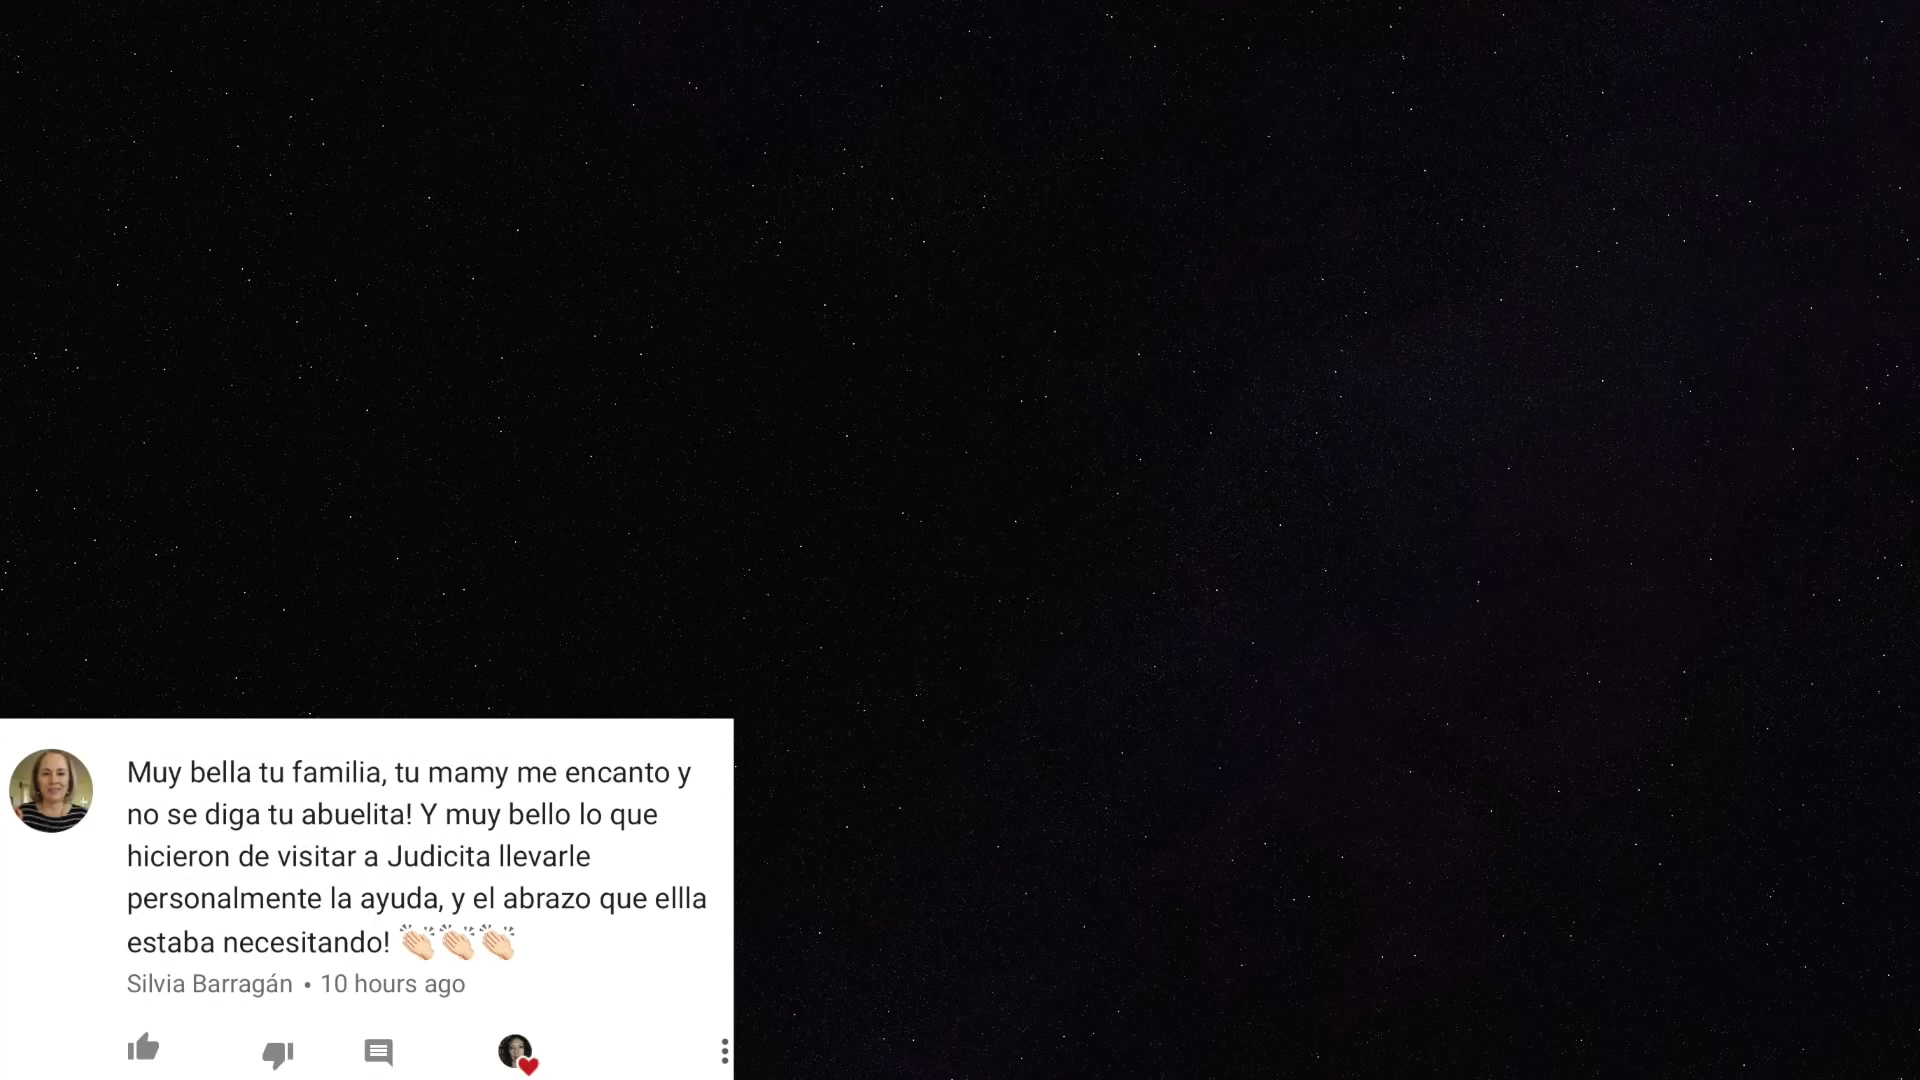 Muy bella tu familia, tu mamy me encanto y
no se diga tu abuelita! Y muy bello lo que
hicieron de visitar a Judicita llevarle
personalmente la ayuda, y el abrazo que ellla
estaba necesitando! 👏🏻👏🏻👏🏻
Silvia Barragán • 10 hours ago